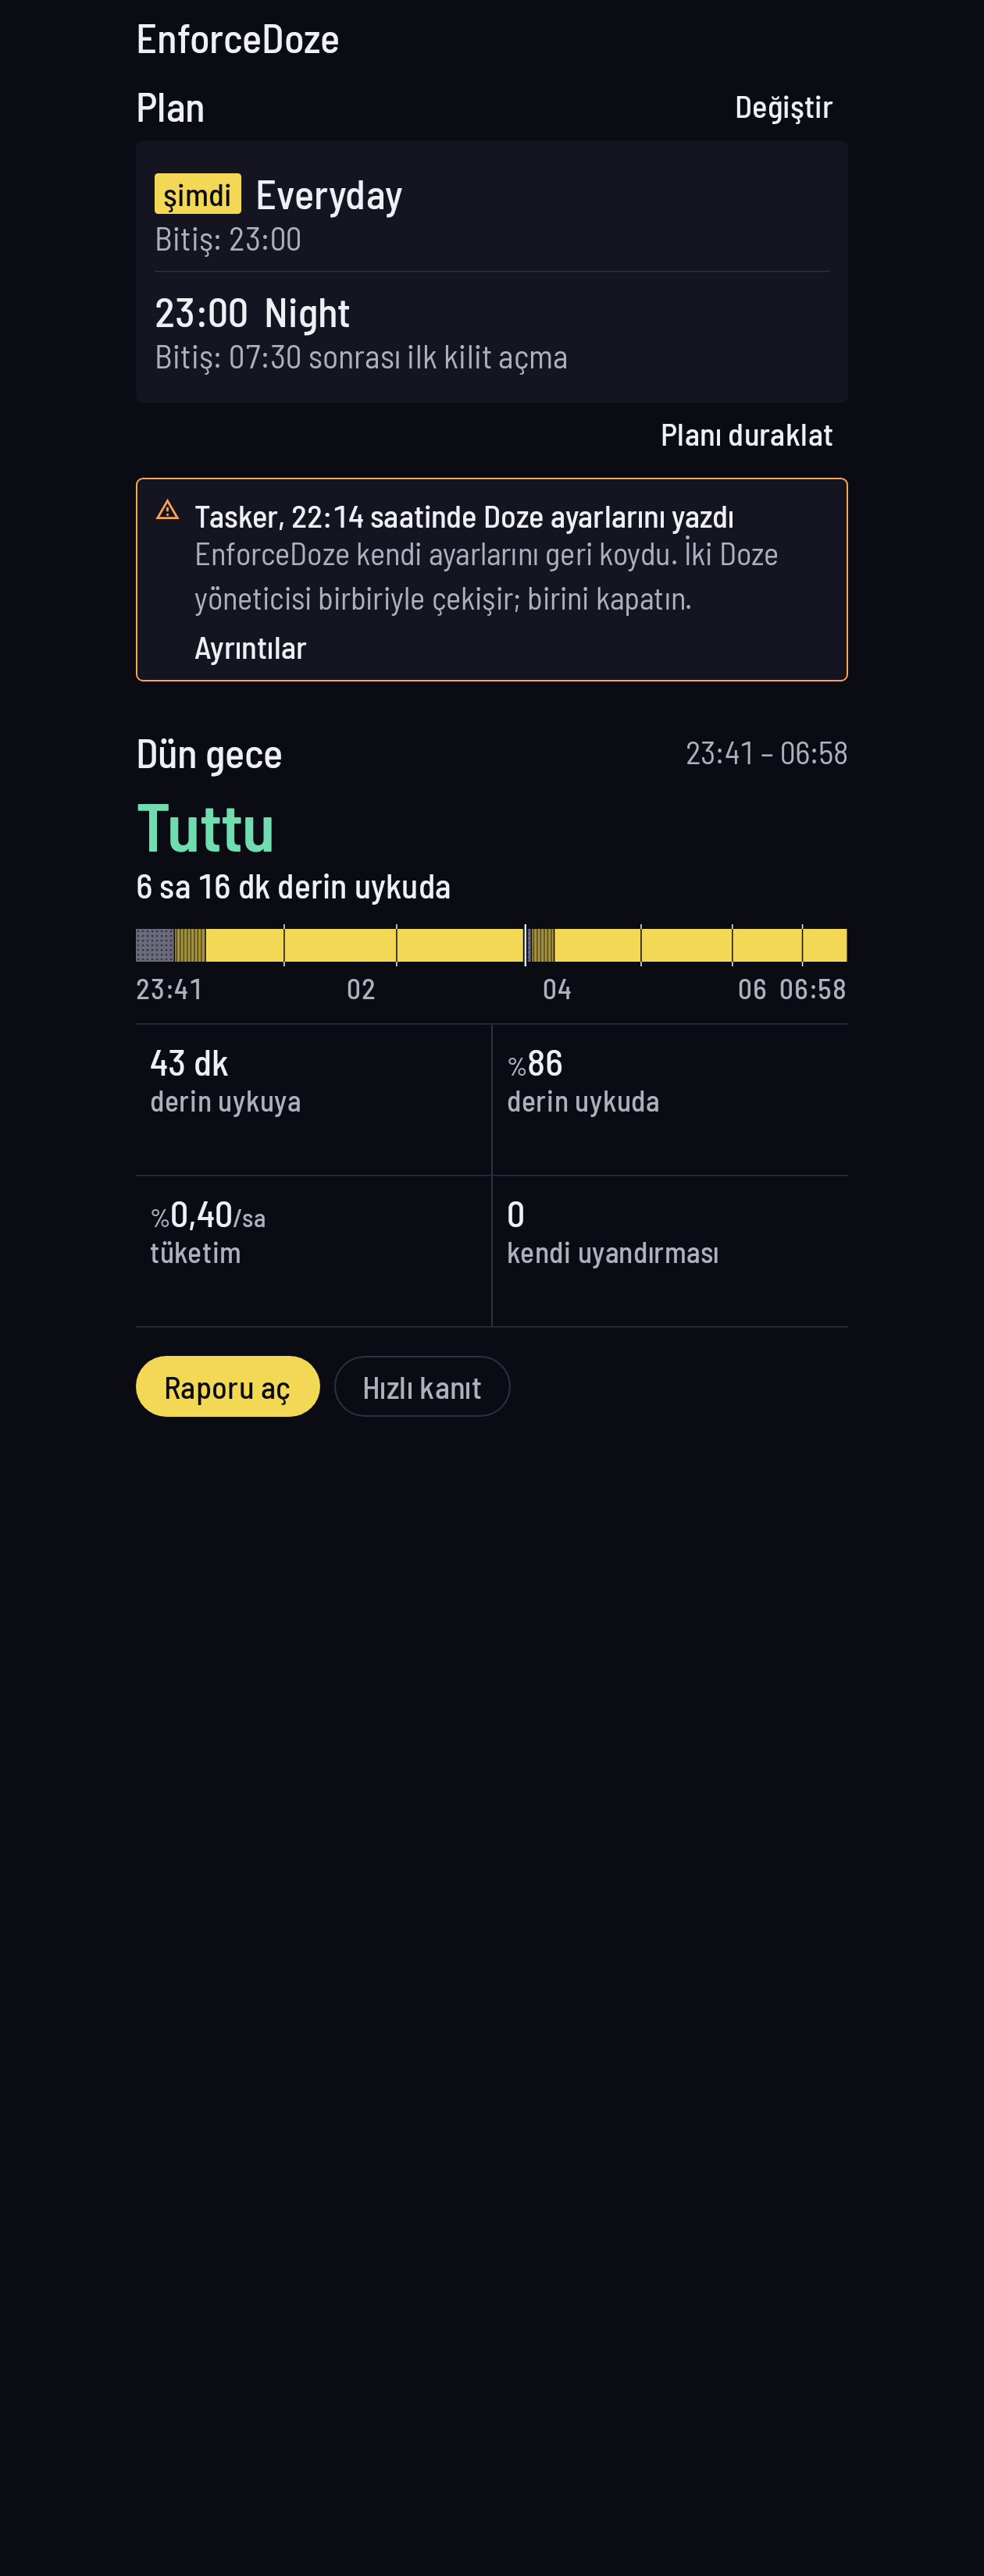 EnforceDoze
Plan
Değiştir
şimdi Everyday
Bitiş: 23:00
23:00 Night
Bitiş: 07:30 sonrası ilk kilit açma
Planı duraklat
Tasker, 22:14 saatinde Doze ayarlarını yazdı
EnforceDoze kendi ayarlarını geri koydu. İki Doze
yöneticisi birbiriyle çekişir; birini kapatın.
Ayrıntılar
Dün gece
23:41 – 06:58
Tuttu
6 sa 16 dk derin uykuda
23:41 02 04 06 06:58
43 dk
derin uykuya
%86
derin uykuda
%0,40/sa
tüketim
0
kendi uyandırması
Raporu aç
Hızlı kanıt